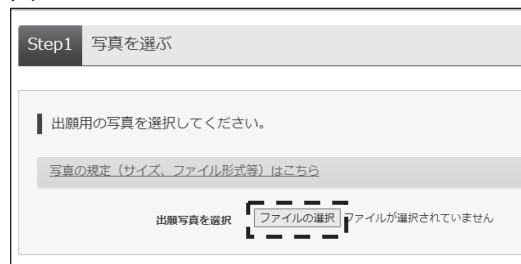 Step1 写真を選ぶ
出願用の写真を選択してください。
写真の規定（サイズ、ファイル形式等）はこちら
出願写真を選択 ファイルの選択 ファイルが選択されていません